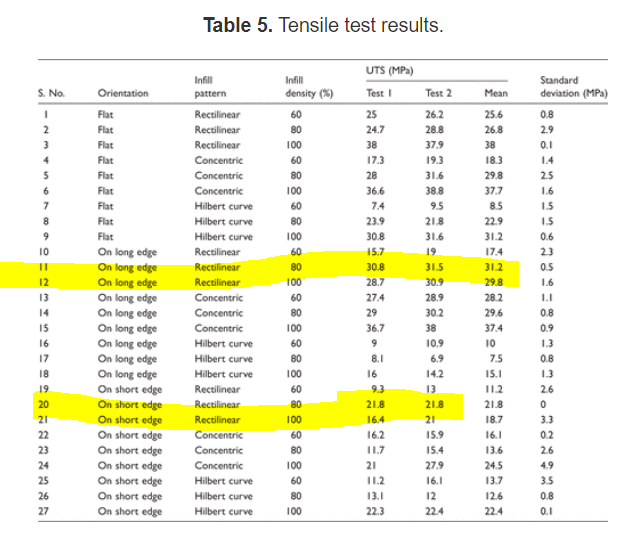 Table 5. Tensile test results.
UTS (MPa)
Infill Infill Standard
S. No. Orientation pattern density (%) Test 1 Test 2 Mean deviation (MPa)
1 Flat Rectilinear 60 25 26.2 25.6 0.8
2 Flat Rectilinear 80 24.7 28.8 26.8 2.9
3 Flat Rectilinear 100 38 37.9 38 0.1
4 Flat Concentric 60 17.3 19.3 18.3 1.4
5 Flat Concentric 80 28 31.6 29.8 2.5
6 Flat Concentric 100 36.6 38.8 37.7 1.6
7 Flat Hilbert curve 60 7.4 9.5 8.5 1.5
8 Flat Hilbert curve 80 23.9 21.8 22.9 1.5
9 Flat Hilbert curve 100 30.8 31.6 31.2 0.6
10 On long edge Rectilinear 60 15.7 19 17.4 2.3
11 On long edge Rectilinear 80 30.8 31.5 31.2 0.5
12 On long edge Rectilinear 100 28.7 30.9 29.8 1.6
13 On long edge Concentric 60 27.4 28.9 28.2 1.1
14 On long edge Concentric 80 29 30.2 29.6 0.8
15 On long edge Concentric 100 36.7 38 37.4 0.9
16 On long edge Hilbert curve 60 9 10.9 10 1.3
17 On long edge Hilbert curve 80 8.1 6.9 7.5 0.8
18 On long edge Hilbert curve 100 16 14.2 15.1 1.3
19 On short edge Rectilinear 60 9.3 13 11.2 2.6
20 On short edge Rectilinear 80 21.8 21.8 21.8 0
21 On short edge Rectilinear 100 16.4 21 18.7 3.3
22 On short edge Concentric 60 16.2 15.9 16.1 0.2
23 On short edge Concentric 80 11.7 15.4 13.6 2.6
24 On short edge Concentric 100 21 27.9 24.5 4.9
25 On short edge Hilbert curve 60 11.2 16.1 13.7 3.5
26 On short edge Hilbert curve 80 13.1 12 12.6 0.8
27 On short edge Hilbert curve 100 22.3 22.4 22.4 0.1